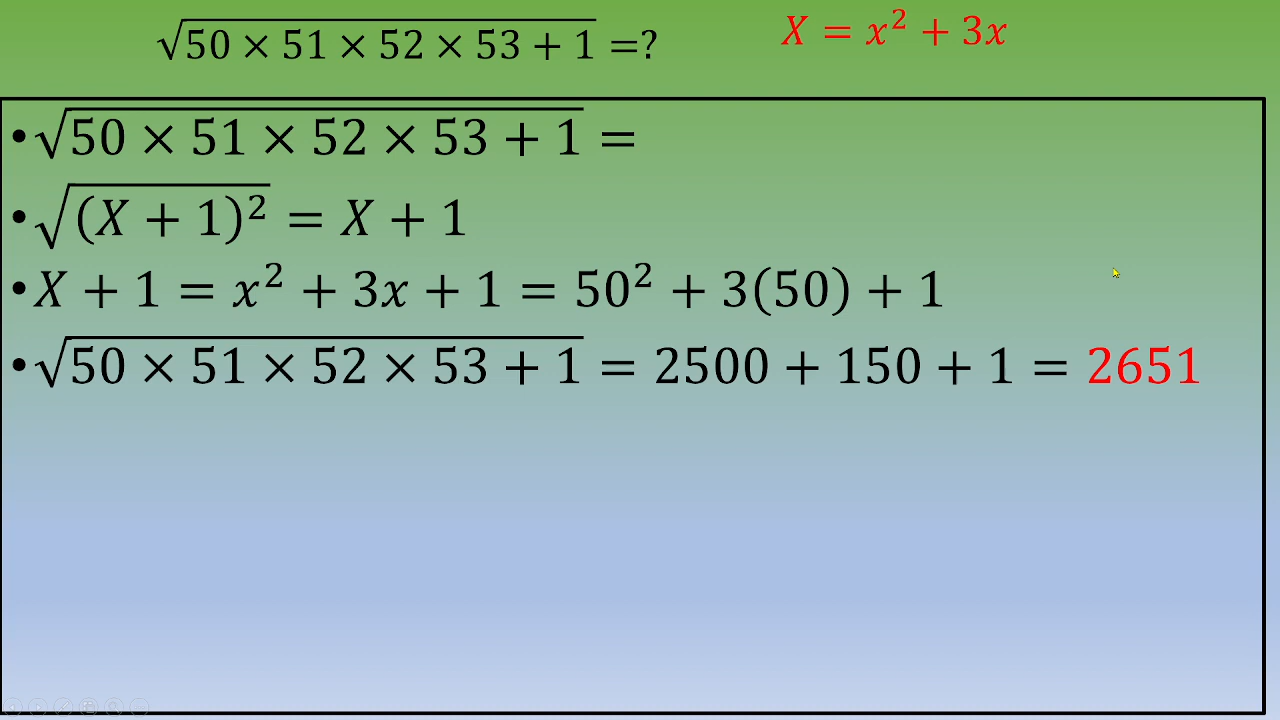 √50 × 51 × 52 × 53 + 1 =?
X = x² + 3x
•√50 × 51 × 52 × 53 + 1 =
•√(X + 1)² = X + 1
•X + 1 = x² + 3x + 1 = 50² + 3(50) + 1
•√50 × 51 × 52 × 53 + 1 = 2500 + 150 + 1 = 2651